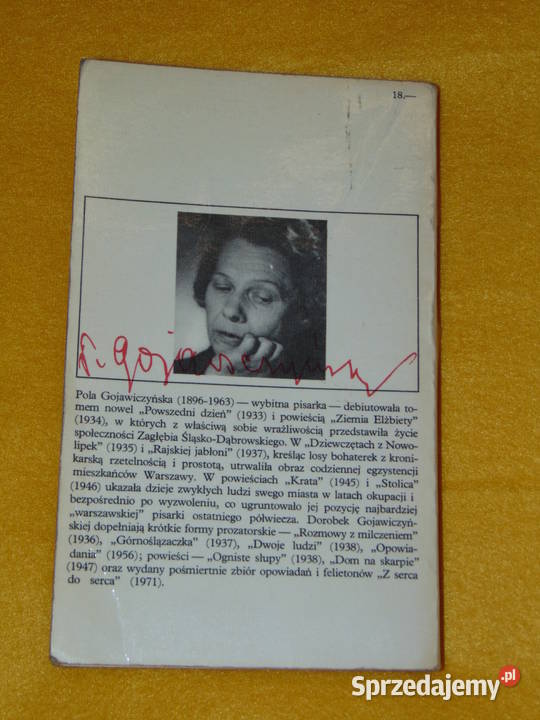 18,—
P. Gojawiczyńska
Pola Gojawiczyńska (1896-1963) — wybitna pisarka — debiutowała to-
mem nowel „Powszedni dzień" (1933) i powieścią „Ziemia Elżbiety"
(1934), w których z właściwą sobie wrażliwością przedstawiła życie
społeczności Zagłębia Śląsko-Dąbrowskiego. W „Dziewczętach z Nowo-
lipek" (1935) i „Rajskiej jabłoni" (1937), kreśląc losy bohaterek z kroni-
karską rzetelnością i prostotą, utrwaliła obraz codziennej egzystencji
mieszkańców Warszawy. W powieściach „Krata" (1945) i „Stolica"
(1946) ukazała dzieje zwykłych ludzi swego miasta w latach okupacji i
bezpośrednio po wyzwoleniu, co ugruntowało jej pozycję najbardziej
„warszawskiej" pisarki ostatniego półwiecza. Dorobek Gojawiczyń-
skiej dopełniają krótkie formy prozatorskie — „Rozmowy z milczeniem"
(1936), „Górnoślązaczka" (1937), „Dwoje ludzi" (1938), „Opowia-
dania" (1956); powieści — „Ogniste słupy" (1938), „Dom na skarpie"
(1947) oraz wydany pośmiertnie zbiór opowiadań i felietonów „Z serca
do serca" (1971).
Sprzedajemy.pl